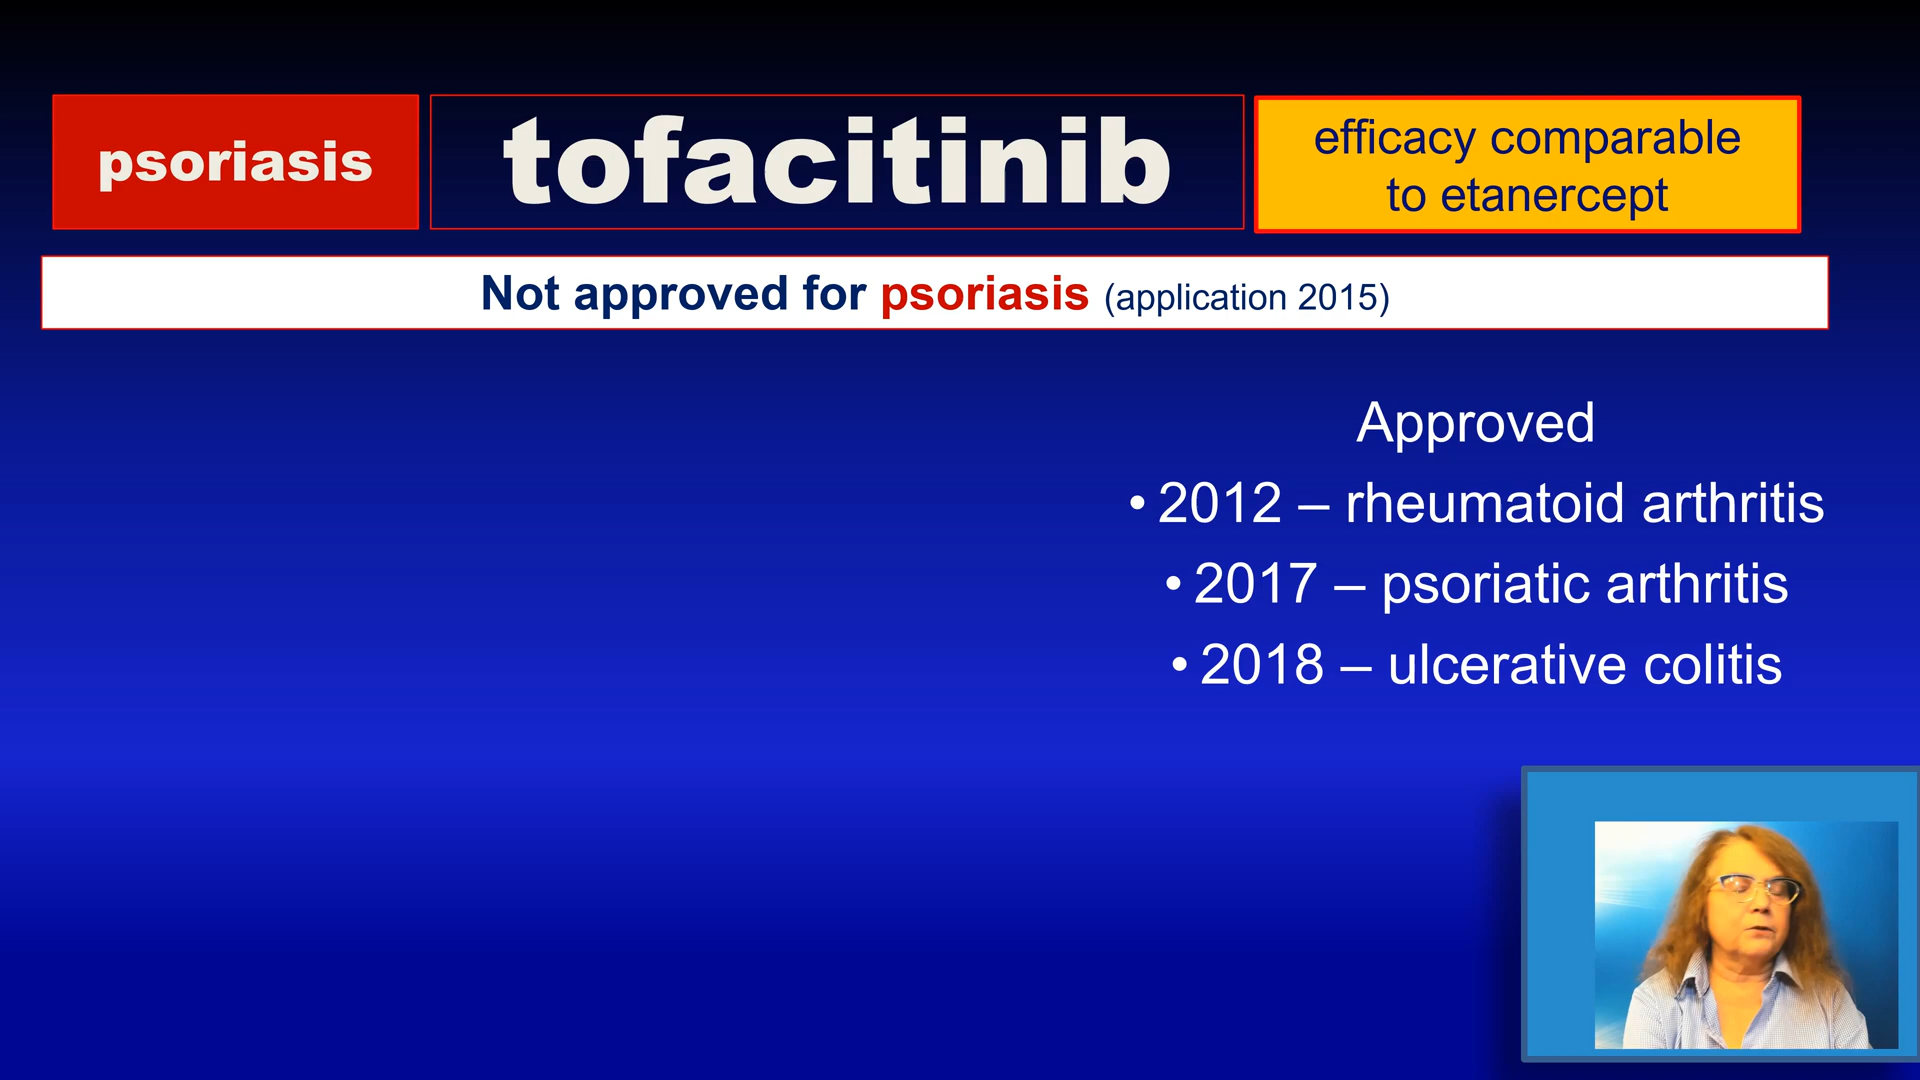 psoriasis
tofacitinib
efficacy comparable
to etanercept
Not approved for psoriasis (application 2015)
Approved
• 2012 – rheumatoid arthritis
• 2017 – psoriatic arthritis
• 2018 – ulcerative colitis